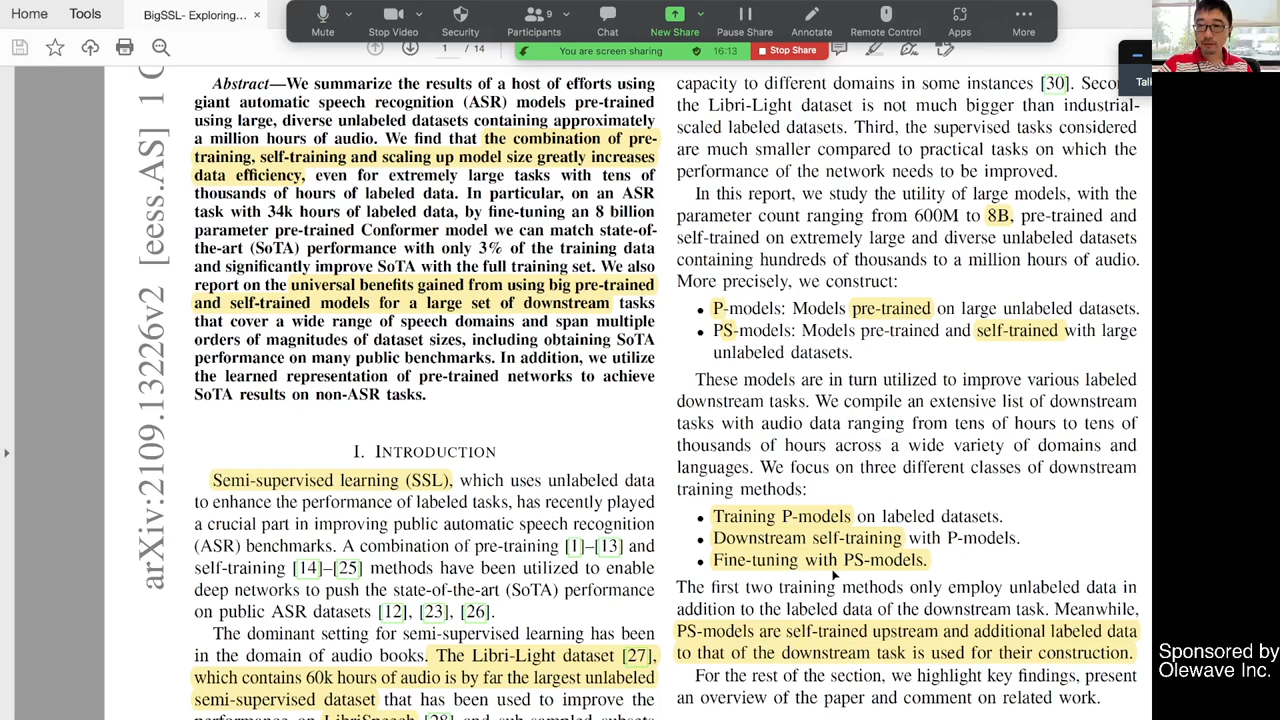 Home
Tools
BigSSL- Exploring...
×
Mute
Stop Video
Security
9
Participants
Chat
New Share
Pause Share
Annotate
Remote Control
Apps
More
1 / 14
You are screen sharing
16:13
Stop Share
arXiv:2109.13226v2 [eess.AS] 1
Abstract—We summarize the results of a host of efforts using
giant automatic speech recognition (ASR) models pre-trained
using large, diverse unlabeled datasets containing approximately
a million hours of audio. We find that the combination of pre-
training, self-training and scaling up model size greatly increases
data efficiency, even for extremely large tasks with tens of
thousands of hours of labeled data. In particular, on an ASR
task with 34k hours of labeled data, by fine-tuning an 8 billion
parameter pre-trained Conformer model we can match state-of-
the-art (SoTA) performance with only 3% of the training data
and significantly improve SoTA with the full training set. We also
report on the universal benefits gained from using big pre-trained
and self-trained models for a large set of downstream tasks
that cover a wide range of speech domains and span multiple
orders of magnitudes of dataset sizes, including obtaining SoTA
performance on many public benchmarks. In addition, we utilize
the learned representation of pre-trained networks to achieve
SoTA results on non-ASR tasks.
I. INTRODUCTION
Semi-supervised learning (SSL), which uses unlabeled data
to enhance the performance of labeled tasks, has recently played
a crucial part in improving public automatic speech recognition
(ASR) benchmarks. A combination of pre-training [1]–[13] and
self-training [14]–[25] methods have been utilized to enable
deep networks to push the state-of-the-art (SoTA) performance
on public ASR datasets [12], [23], [26].
The dominant setting for semi-supervised learning has been
in the domain of audio books. The Libri-Light dataset [27],
which contains 60k hours of audio is by far the largest unlabeled
semi-supervised dataset that has been used to improve the
performance on LibriSpeech [28] and sub-sampled subsets
capacity to different domains in some instances [30]. Secon
the Libri-Light dataset is not much bigger than industrial-
scaled labeled datasets. Third, the supervised tasks considered
are much smaller compared to practical tasks on which the
performance of the network needs to be improved.
In this report, we study the utility of large models, with the
parameter count ranging from 600M to 8B, pre-trained and
self-trained on extremely large and diverse unlabeled datasets
containing hundreds of thousands to a million hours of audio.
More precisely, we construct:
• P-models: Models pre-trained on large unlabeled datasets.
• PS-models: Models pre-trained and self-trained with large
unlabeled datasets.
These models are in turn utilized to improve various labeled
downstream tasks. We compile an extensive list of downstream
tasks with audio data ranging from tens of hours to tens of
thousands of hours across a wide variety of domains and
languages. We focus on three different classes of downstream
training methods:
• Training P-models on labeled datasets.
• Downstream self-training with P-models.
• Fine-tuning with PS-models.
The first two training methods only employ unlabeled data in
addition to the labeled data of the downstream task. Meanwhile,
PS-models are self-trained upstream and additional labeled data
to that of the downstream task is used for their construction.
For the rest of the section, we highlight key findings, present
an overview of the paper and comment on related work.
Sponsored by
Olewave Inc.